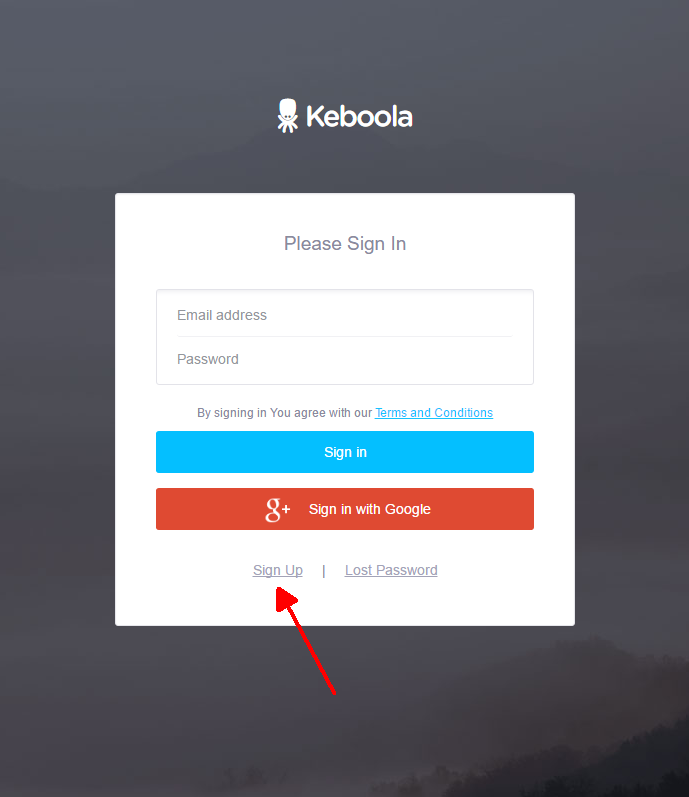 Keboola
Please Sign In
Email address
Password
By signing in You agree with our Terms and Conditions
Sign in
g+ Sign in with Google
Sign Up | Lost Password